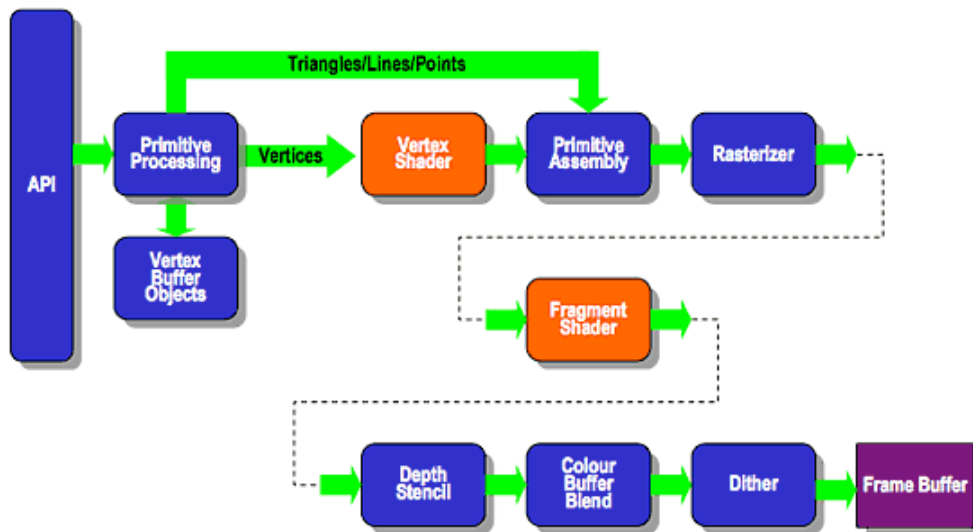 Triangles/Lines/Points
API
Primitive
Processing
Vertices
Vertex
Shader
Primitive
Assembly
Rasterizer
Vertex
Buffer
Objects
Fragment
Shader
Depth
Stencil
Colour
Buffer
Blend
Dither
Frame Buffer